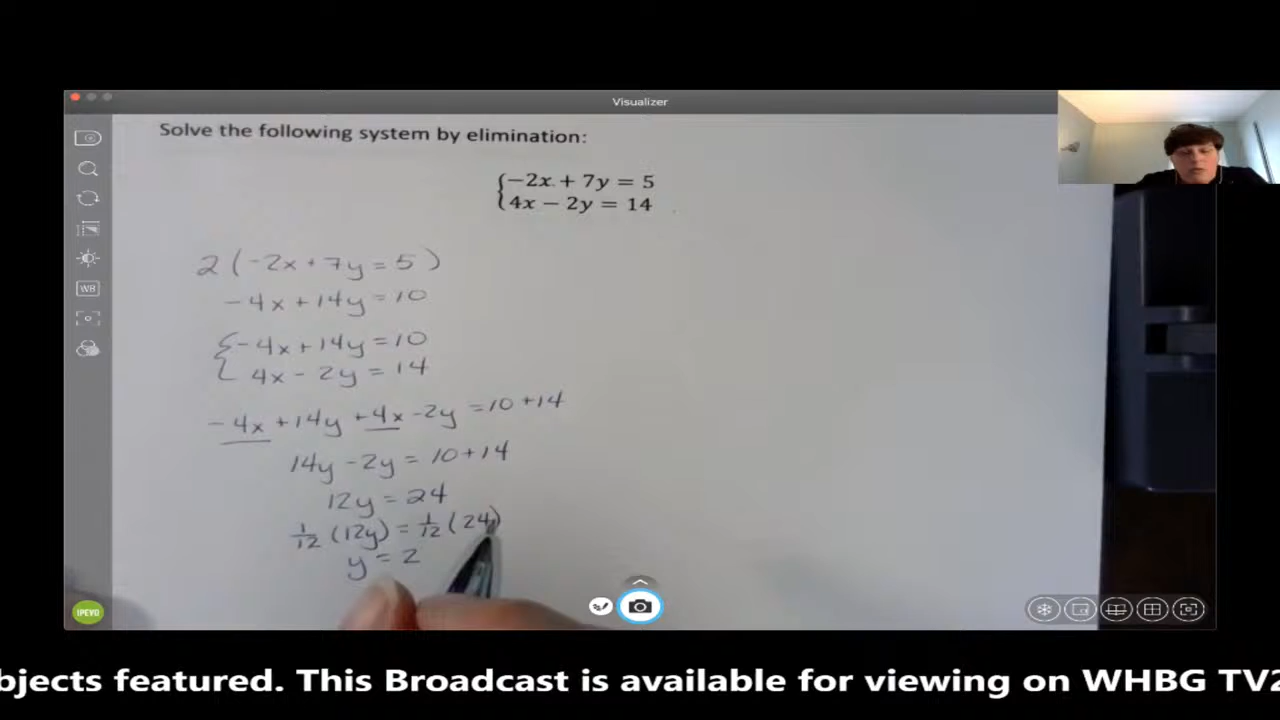 Visualizer
Solve the following system by elimination:
{−2x + 7y = 5
4x − 2y = 14
2 (-2x + 7y = 5)
-4x + 14y = 10
{-4x + 14y = 10
4x - 2y = 14
-4x + 14y + 4x - 2y = 10 + 14
14y - 2y = 10 + 14
12y = 24
1/12 (12y) = 1/12 (24)
y = 2
WB
IPEVO
bjects featured. This Broadcast is available for viewing on WHBG TV2